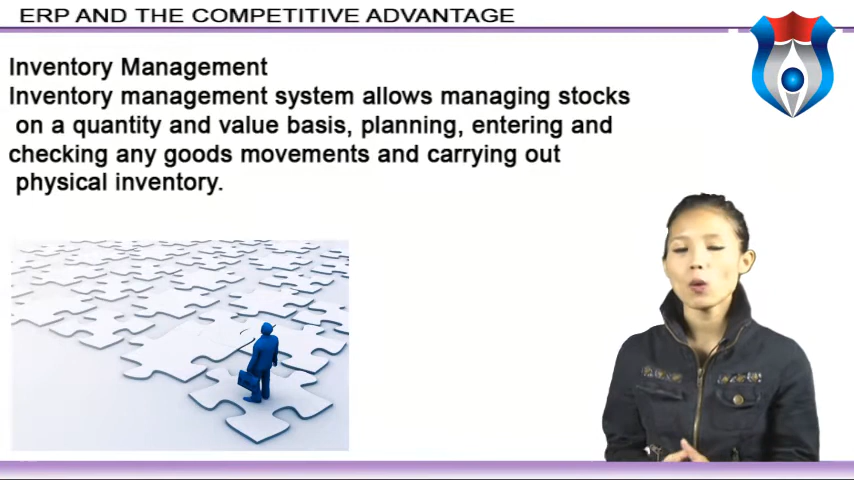 ERP AND THE COMPETITIVE ADVANTAGE
Inventory Management
Inventory management system allows managing stocks
on a quantity and value basis, planning, entering and
checking any goods movements and carrying out
physical inventory.